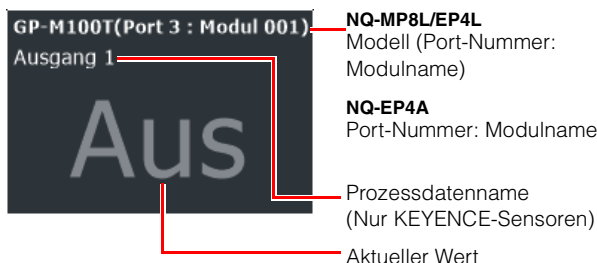 GP-M100T(Port 3 : Modul 001)
Ausgang 1
Aus
NQ-MP8L/EP4L
Modell (Port-Nummer:
Modulname)
NQ-EP4A
Port-Nummer: Modulname
Prozessdatenname
(Nur KEYENCE-Sensoren)
Aktueller Wert